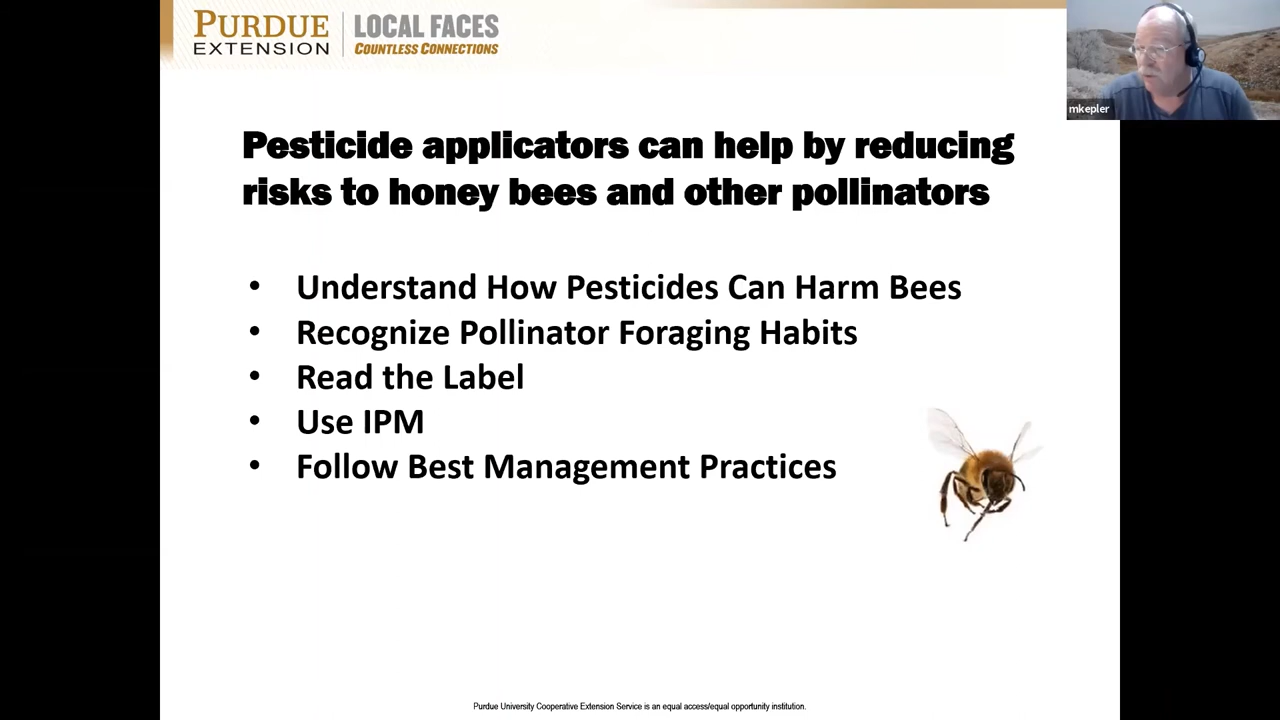 PURDUE
EXTENSION
LOCAL FACES
COUNTLESS CONNECTIONS
mkepler
Pesticide applicators can help by reducing
risks to honey bees and other pollinators
• Understand How Pesticides Can Harm Bees
• Recognize Pollinator Foraging Habits
• Read the Label
• Use IPM
• Follow Best Management Practices
Purdue University Cooperative Extension Service is an equal access/equal opportunity institution.